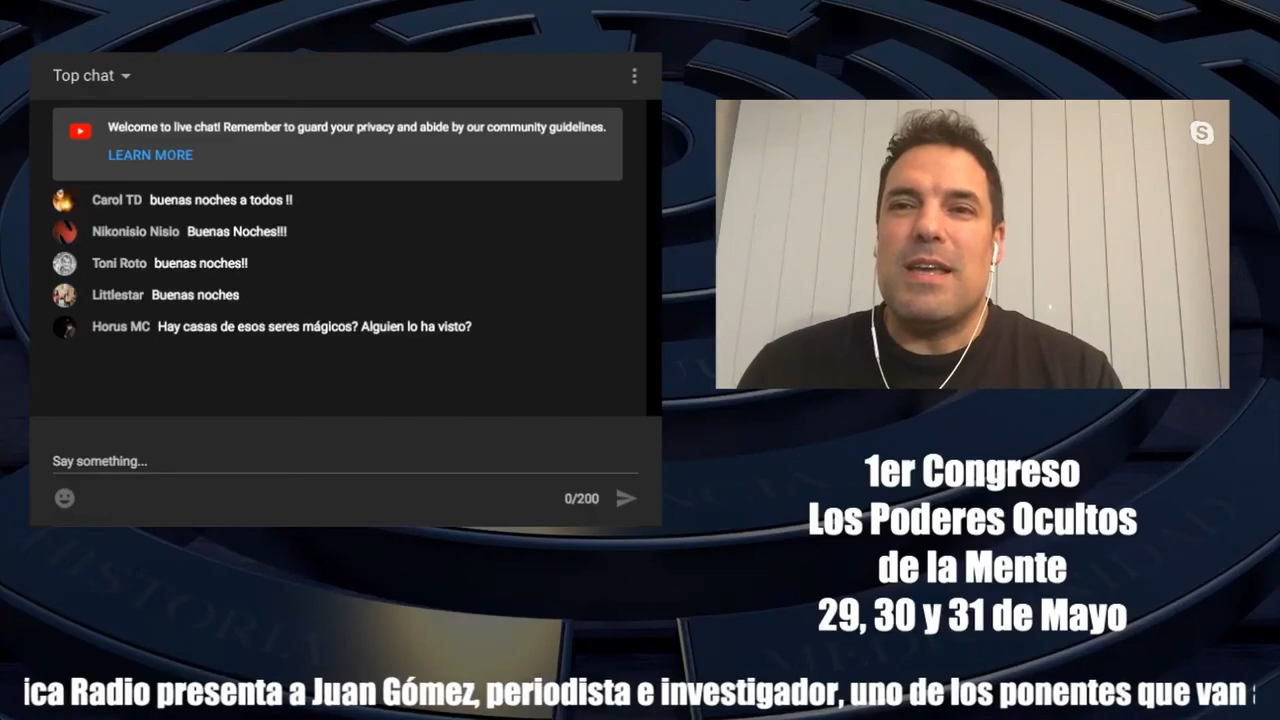 Top chat
Welcome to live chat! Remember to guard your privacy and abide by our community guidelines.
LEARN MORE
Carol TD buenas noches a todos !!
Nikonisio Nisio Buenas Noches!!!
Toni Roto buenas noches!!
Littlestar Buenas noches
Horus MC Hay casas de esos seres mágicos? Alguien lo ha visto?
Say something...
0/200
S
1er Congreso
Los Poderes Ocultos
de la Mente
29, 30 y 31 de Mayo
HISTORIA
ica Radio presenta a Juan Gómez, periodista e investigador, uno de los ponentes que van